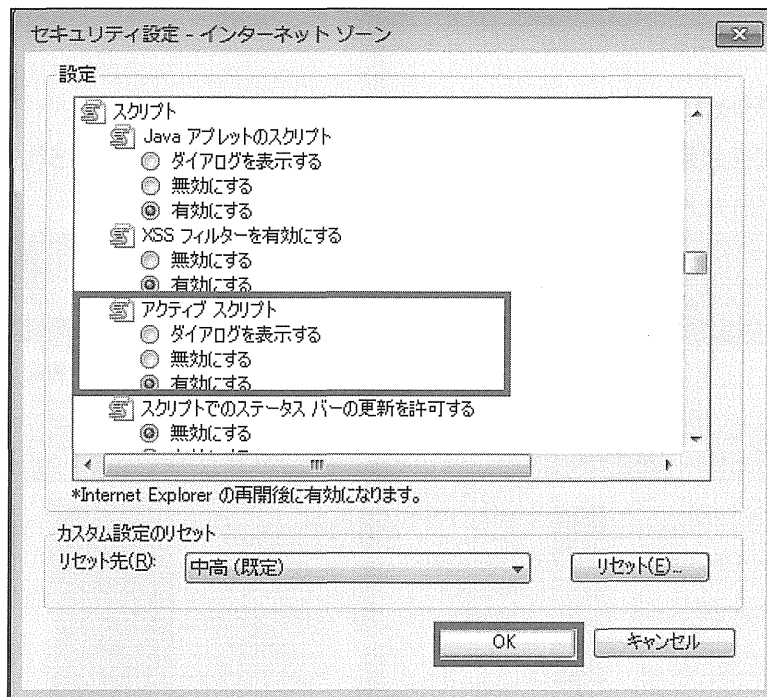 セキュリティ設定 - インターネット ゾーン
設定
スクリプト
Java アプレットのスクリプト
ダイアログを表示する
無効にする
有効にする
XSS フィルターを有効にする
無効にする
有効にする
アクティブ スクリプト
ダイアログを表示する
無効にする
有効にする
スクリプトでのステータス バーの更新を許可する
無効にする
*Internet Explorer の再開後に有効になります。
カスタム設定のリセット
リセット先(R): 中高 (既定) リセット(E)...
OK キャンセル